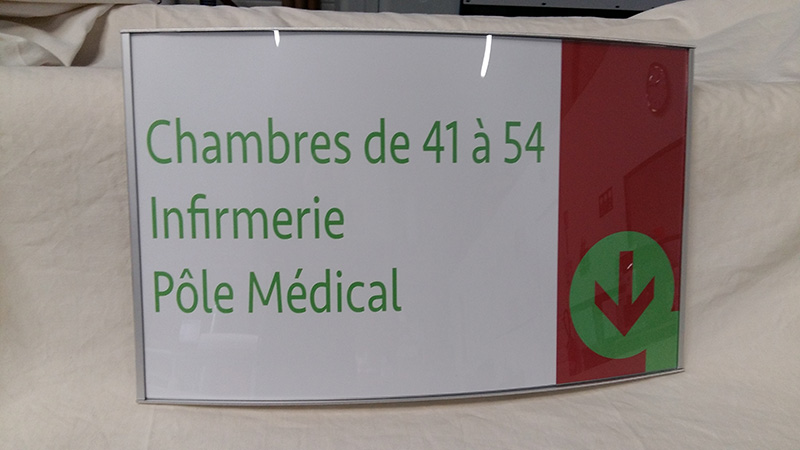 Chambres de 41 à 54
Infirmerie
Pôle Médical